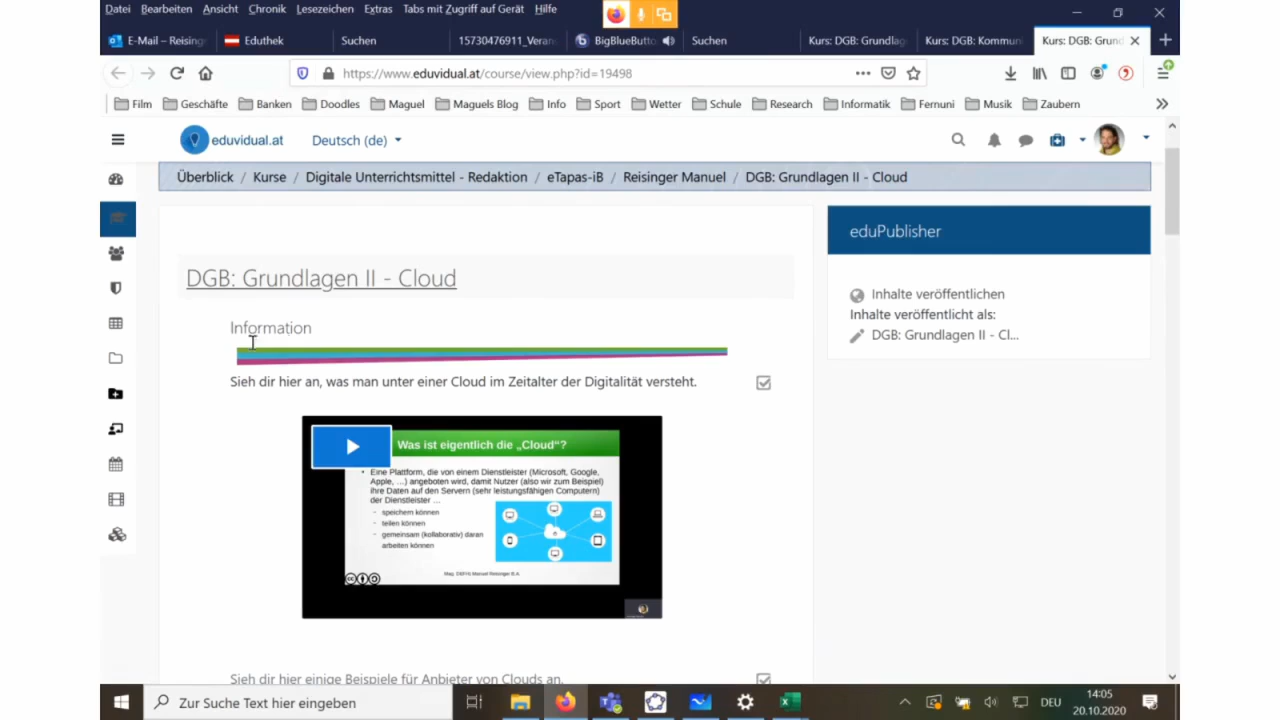 Datei Bearbeiten Ansicht Chronik Lesezeichen Extras Tabs mit Zugriff auf Gerät Hilfe
E-Mail – Reising Eduthek Suchen 15730476911_Veran BigBlueButto Suchen Kurs: DGB: Grundlag Kurs: DGB: Kommun Kurs: DGB: Grund
https://www.eduvidual.at/course/view.php?id=19498
Film Geschäfte Banken Doodles Maguel Maguels Blog Info Sport Wetter Schule Research Informatik Fernuni Musik Zaubern
eduvidual.at Deutsch (de)
Überblick / Kurse / Digitale Unterrichtsmittel - Redaktion / eTapas-iB / Reisinger Manuel / DGB: Grundlagen II - Cloud
eduPublisher
Inhalte veröffentlichen
Inhalte veröffentlicht als:
DGB: Grundlagen II - Cl...
DGB: Grundlagen II - Cloud
Information
Sieh dir hier an, was man unter einer Cloud im Zeitalter der Digitalität versteht.
Was ist eigentlich die „Cloud“?
• Eine Plattform, die von einem Dienstleister (Microsoft, Google,
Apple, ...) angeboten wird, damit Nutzer (also wir zum Beispiel)
ihre Daten auf den Servern (sehr leistungsfähigen Computern)
der Dienstleister ...
- speichern können
- teilen können
- gemeinsam (kollaborativ) daran
arbeiten können
Sieh dir hier einige Beispiele für Anbieter von Clouds an.
Zur Suche Text hier eingeben
DEU
14:05
20.10.2020